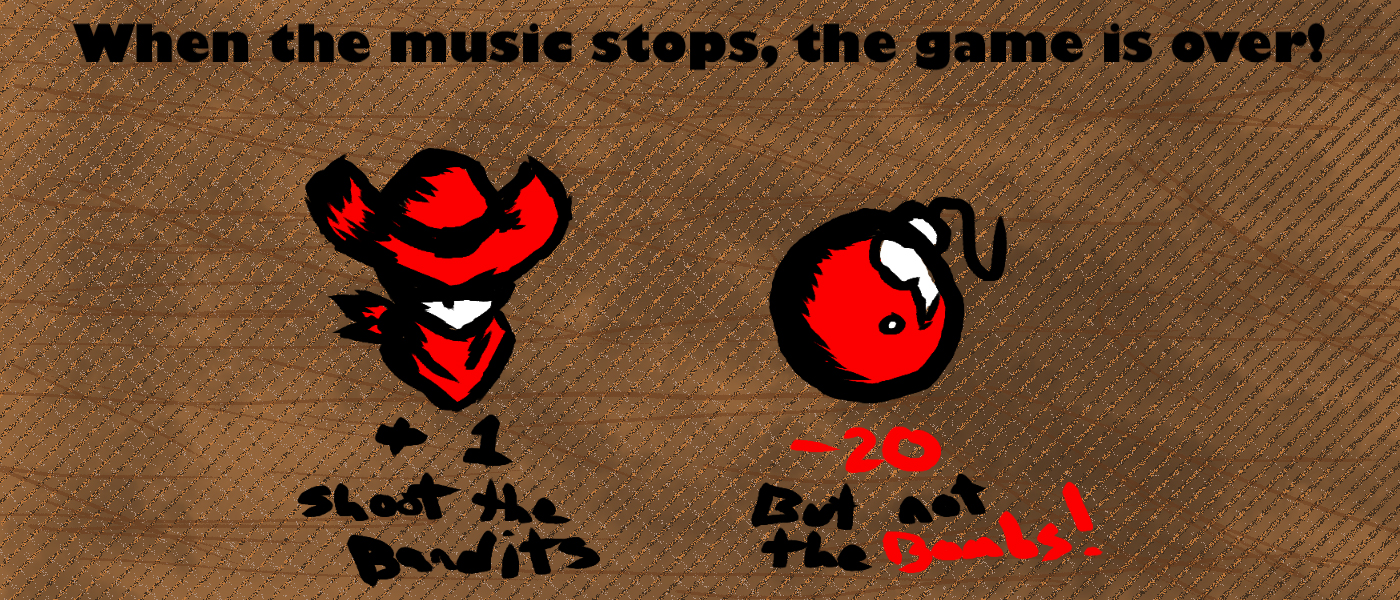 When the music stops, the game is over!
+ 1
Shoot the
Bandits
-20
But not
the Bombs!